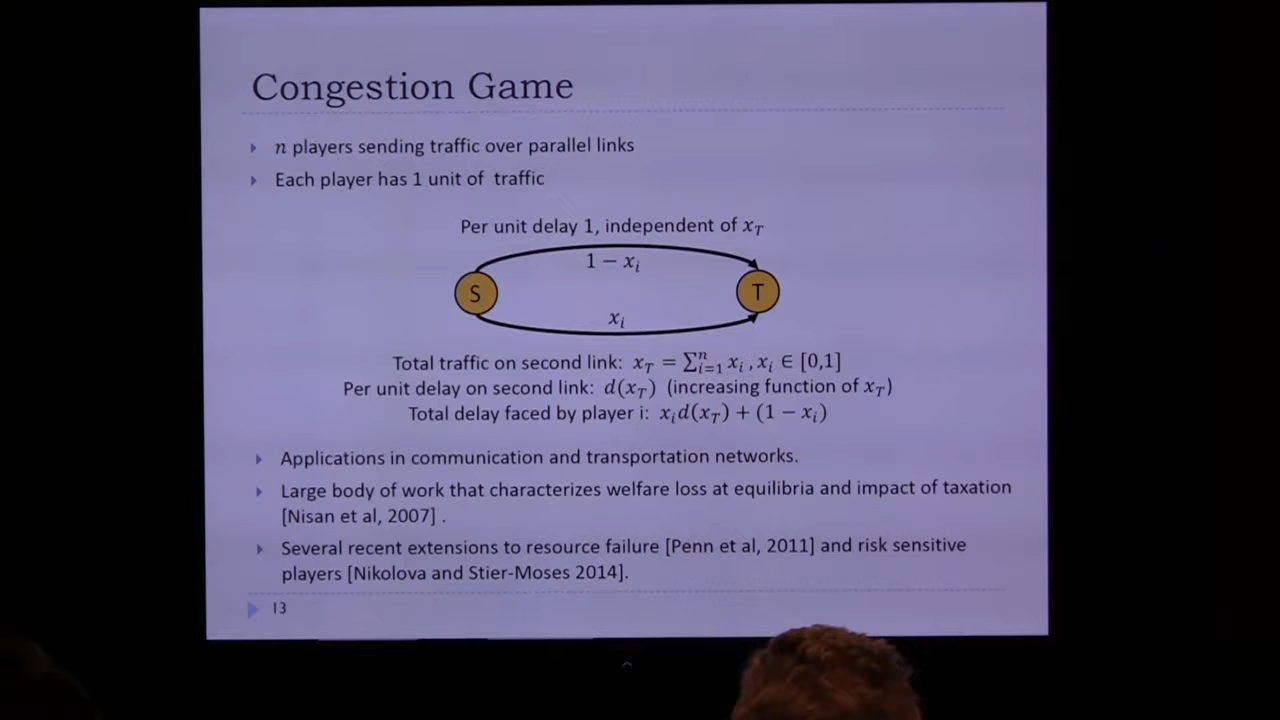 Congestion Game
n players sending traffic over parallel links
Each player has 1 unit of traffic
Per unit delay 1, independent of x_T
1 − x_i
S
T
x_i
Total traffic on second link: x_T = ∑_{i=1}^n x_i , x_i ∈ [0,1]
Per unit delay on second link: d(x_T) (increasing function of x_T)
Total delay faced by player i: x_i d(x_T) + (1 − x_i)
Applications in communication and transportation networks.
Large body of work that characterizes welfare loss at equilibria and impact of taxation
[Nisan et al, 2007] .
Several recent extensions to resource failure [Penn et al, 2011] and risk sensitive
players [Nikolova and Stier-Moses 2014].
13